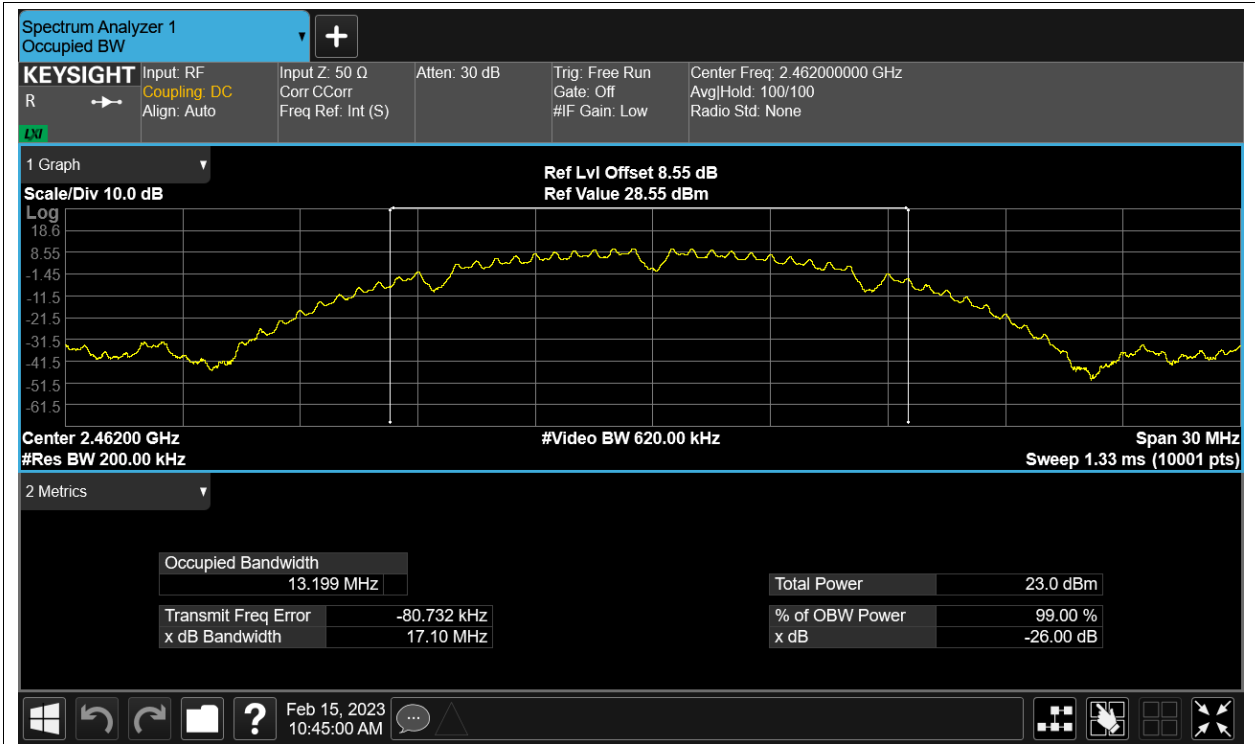 Spectrum Analyzer 1
Occupied BW
KEYSIGHT
R
LXI
Input: RF
Coupling: DC
Align: Auto
Input Z: 50 Ω
Corr CCorr
Freq Ref: Int (S)
Atten: 30 dB
Trig: Free Run
Gate: Off
#IF Gain: Low
Center Freq: 2.462000000 GHz
Avg|Hold: 100/100
Radio Std: None
1 Graph
Scale/Div 10.0 dB
Ref Lvl Offset 8.55 dB
Ref Value 28.55 dBm
Log
18.6
8.55
-1.45
-11.5
-21.5
-31.5
-41.5
-51.5
-61.5
Center 2.46200 GHz
#Video BW 620.00 kHz
Span 30 MHz
#Res BW 200.00 kHz
Sweep 1.33 ms (10001 pts)
2 Metrics
Occupied Bandwidth
13.199 MHz
Transmit Freq Error -80.732 kHz
x dB Bandwidth 17.10 MHz
Total Power 23.0 dBm
% of OBW Power 99.00 %
x dB -26.00 dB
?
Feb 15, 2023
10:45:00 AM